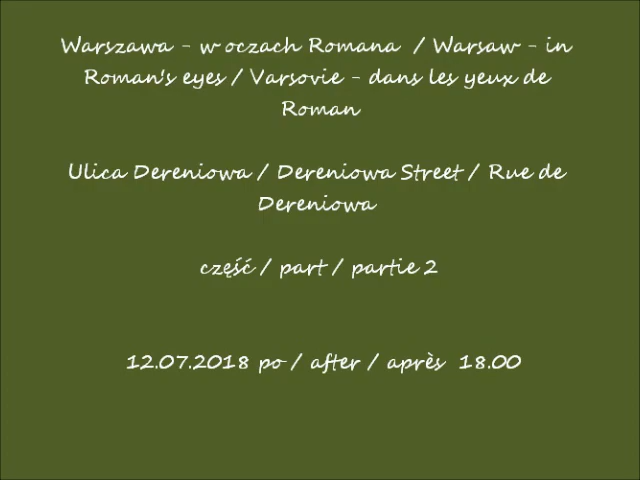 Warszawa - w oczach Romana / Warsaw - in
Roman's eyes / Varsovie - dans les yeux de
Roman
Ulica Dereniowa / Dereniowa Street / Rue de
Dereniowa
część / part / partie 2
12.07.2018 po / after / après 18.00